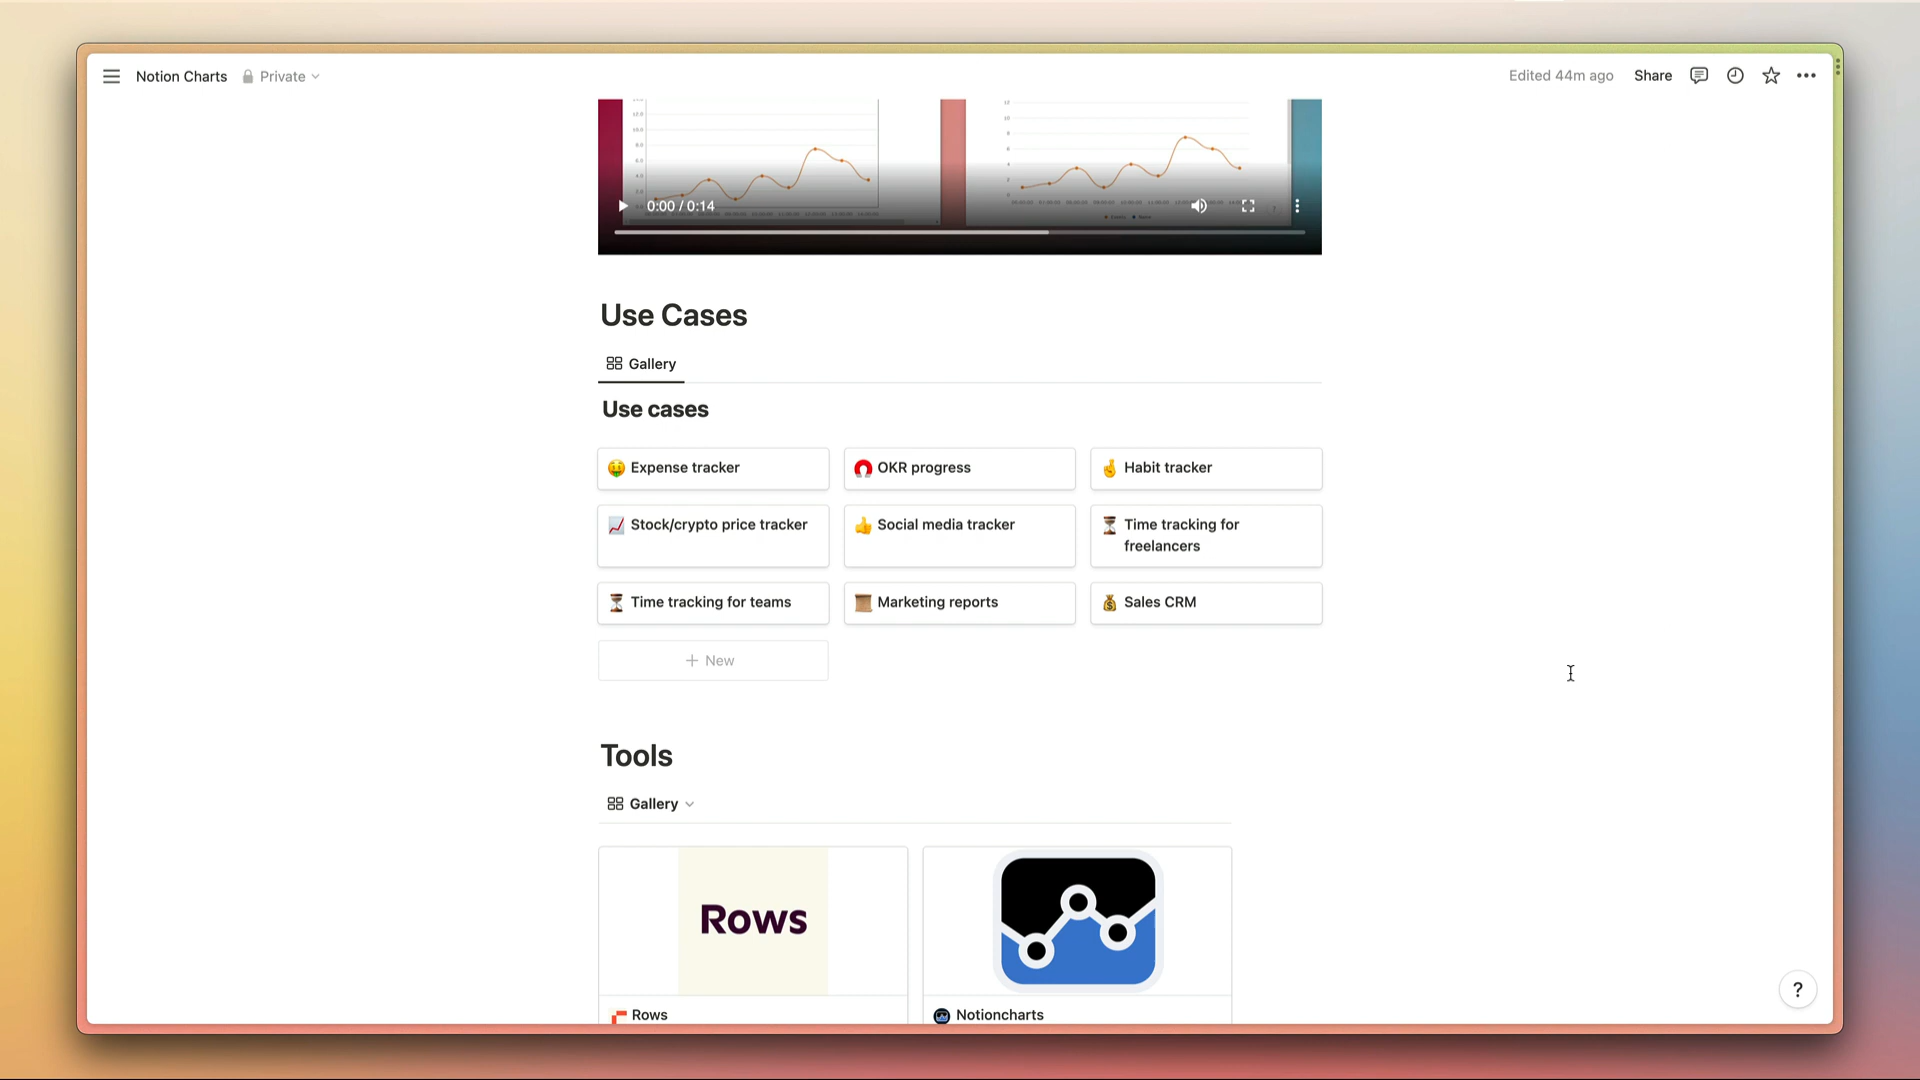 Notion Charts Private
Edited 44m ago Share
0:00 / 0:14
Use Cases
Gallery
Use cases
Expense tracker
OKR progress
Habit tracker
Stock/crypto price tracker
Social media tracker
Time tracking for
freelancers
Time tracking for teams
Marketing reports
Sales CRM
+ New
Tools
Gallery
Rows
Rows
Notioncharts
?